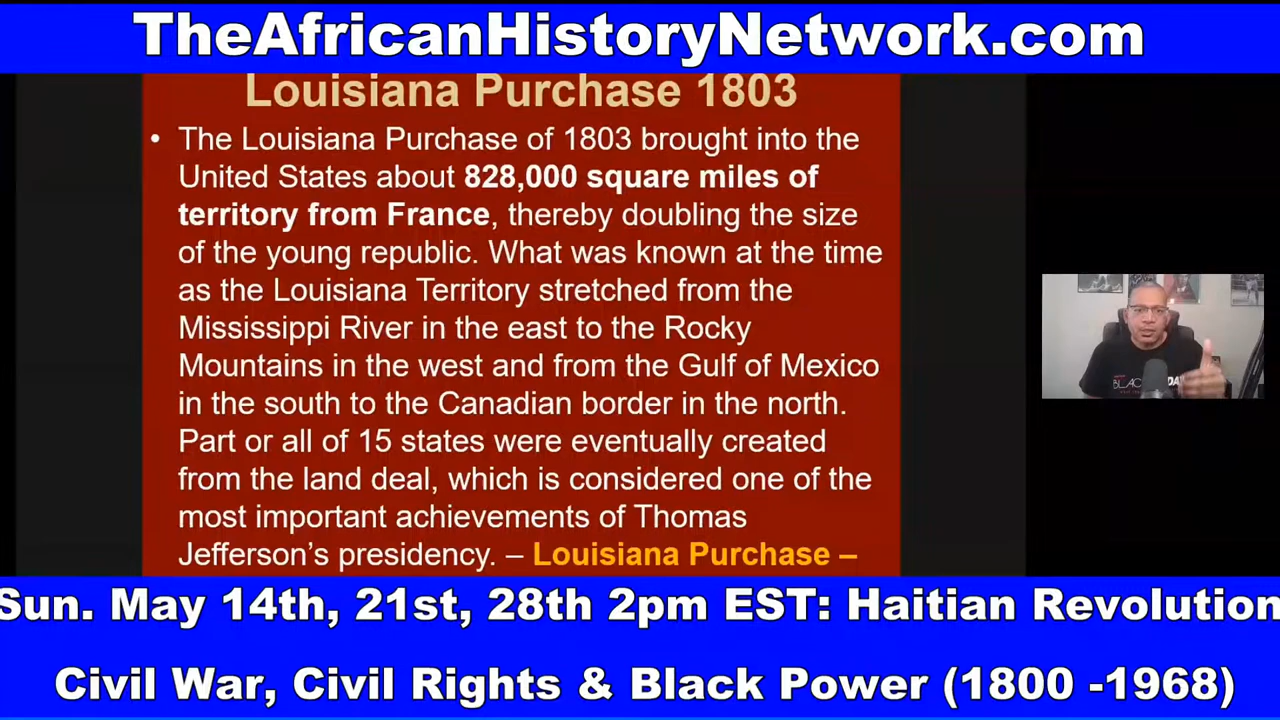 TheAfricanHistoryNetwork.com
Louisiana Purchase 1803
• The Louisiana Purchase of 1803 brought into the
United States about 828,000 square miles of
territory from France, thereby doubling the size
of the young republic. What was known at the time
as the Louisiana Territory stretched from the
Mississippi River in the east to the Rocky
Mountains in the west and from the Gulf of Mexico
in the south to the Canadian border in the north.
Part or all of 15 states were eventually created
from the land deal, which is considered one of the
most important achievements of Thomas
Jefferson's presidency. – Louisiana Purchase –
Sun. May 14th, 21st, 28th 2pm EST: Haitian Revolution
Civil War, Civil Rights & Black Power (1800 -1968)